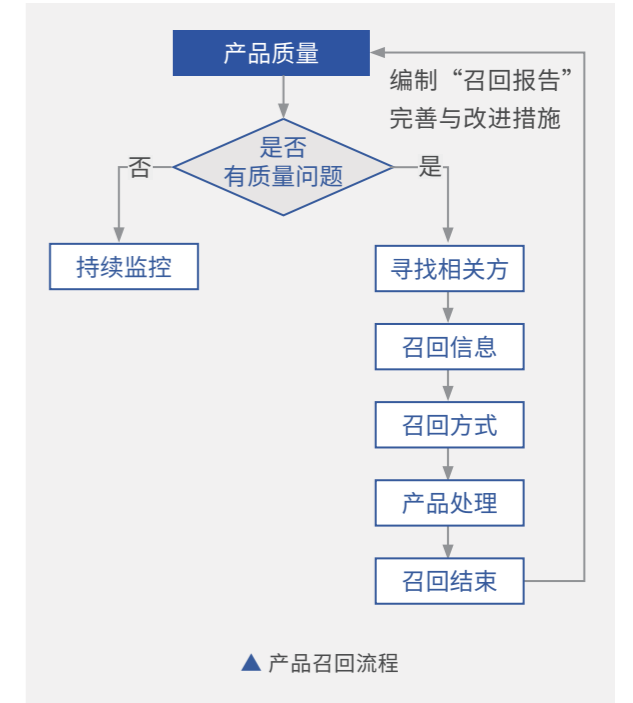 产品质量
编制“召回报告”
完善与改进措施
是否
有质量问题
否
是
持续监控
寻找相关方
召回信息
召回方式
产品处理
召回结束
▲ 产品召回流程